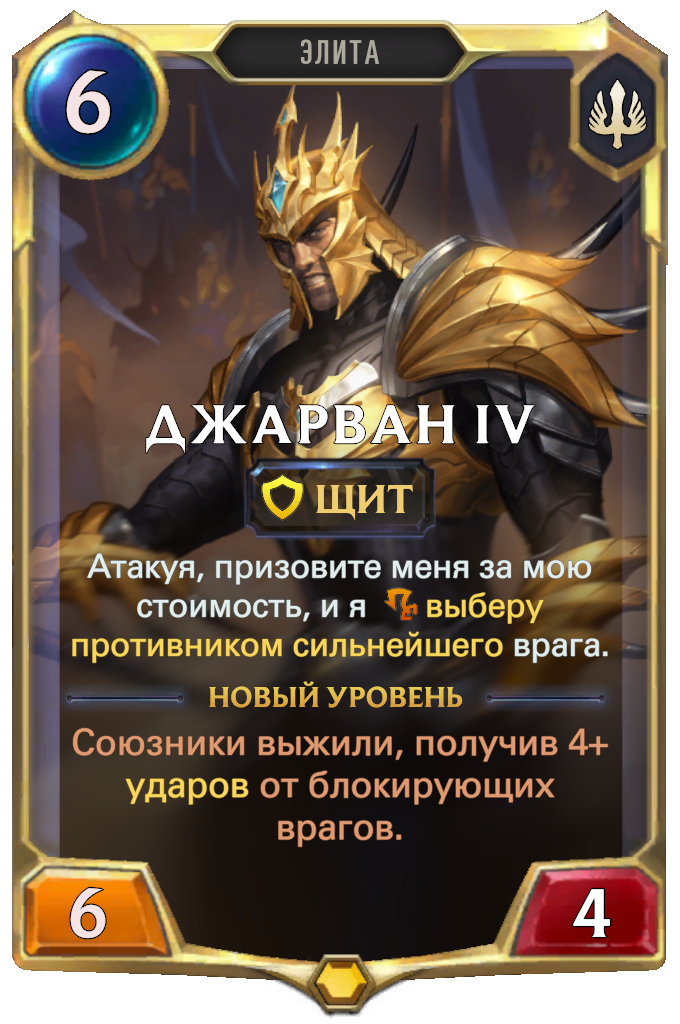 ЭЛИТА
6
ДЖАРВАН IV
ЩИТ
Атакуя, призовите меня за мою
стоимость, и я выберу
противником сильнейшего врага.
НОВЫЙ УРОВЕНЬ
Союзники выжили, получив 4+
ударов от блокирующих
врагов.
6
4